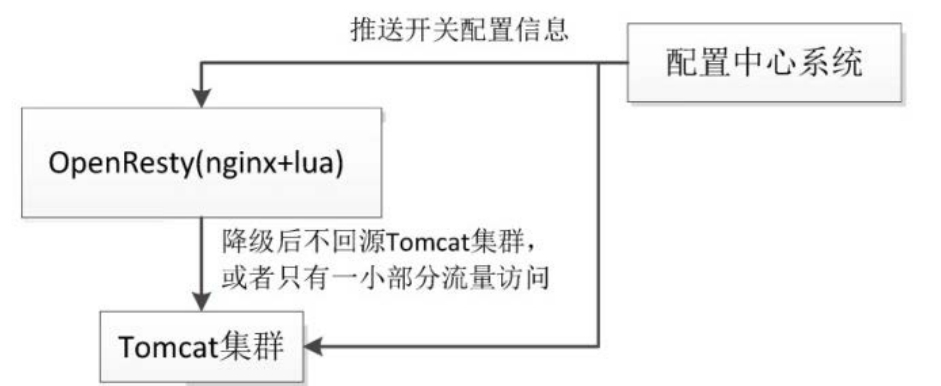 推送开关配置信息
配置中心系统
OpenResty(nginx+lua)
降级后不回源Tomcat集群，
或者只有一小部分流量访问
Tomcat集群